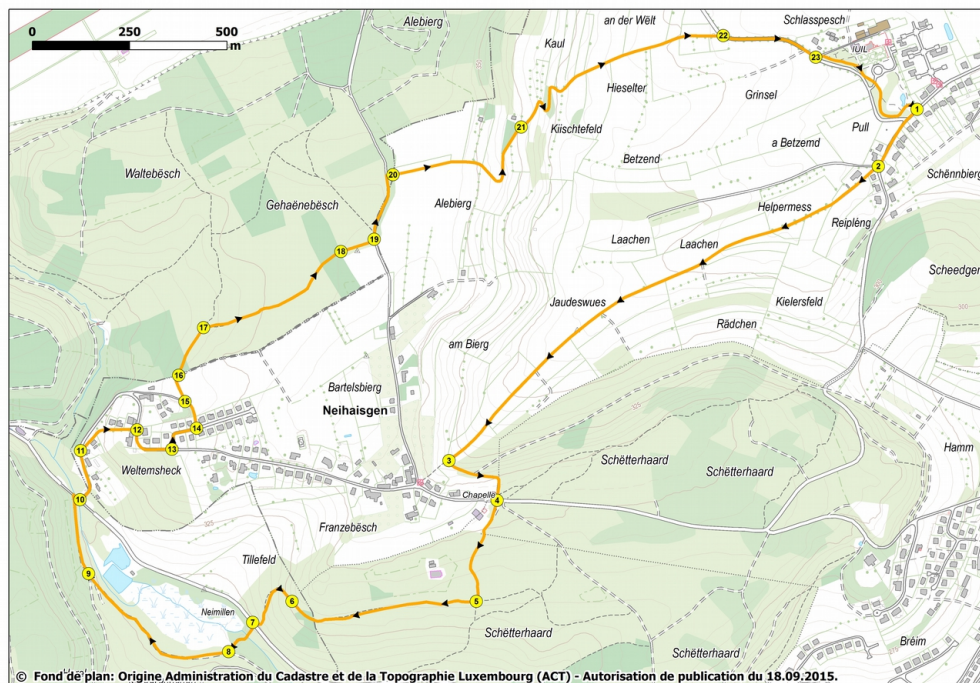 0 250 500
m
Alebierg
an der Wëlt
Schlasspesch
Kaul
22
23
Hieselter
Grinsel
1
21
Kiischtefeld
Pull
a Betzemd
Betzend
2
Waltebësch
20
Schënnbierg
Gehaënebësch
Alebierg
Helpermess
Reipléng
18
19
Laachen
Laachen
Scheedgen
Jaudeswues
Kielersfeld
17
Rädchen
am Bierg
16
Bartelsbierg
15
Neihaisgen
12
14
11
13
Hamm
Weltemsheck
3
Schëtterhaard
Schëtterhaard
Chapelle
10
4
Franzebësch
Tillefeld
9
Neimillen
6
5
7
Schëtterhaard
8
Bréim
Schëtterhaard
© Fond de plan: Origine Administration du Cadastre et de la Topographie Luxembourg (ACT) - Autorisation de publication du 18.09.2015.